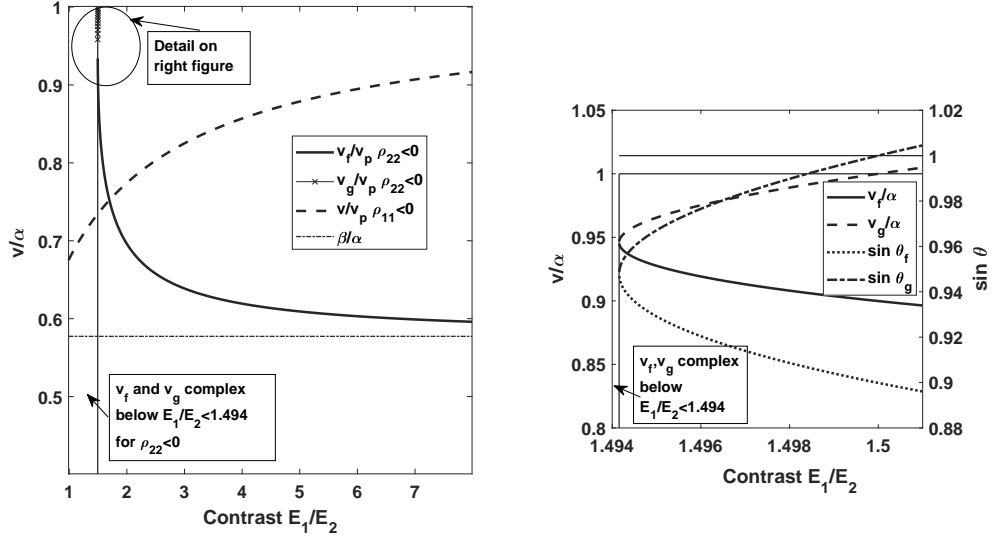 1
0.9
0.8
0.7
0.6
0.5
v/α
1 2 3 4 5 6 7
Contrast E_1/E_2
Detail on
right figure
v_f/v_p ρ_22<0
v_g/v_p ρ_22<0
v/v_p ρ_11<0
β/α
v_f and v_g complex
below E_1/E_2<1.494
for ρ_22<0
1.05
1
0.95
0.9
0.85
0.8
v/α
1.494 1.496 1.498 1.5
Contrast E_1/E_2
1.02
1
0.98
0.96
0.94
0.92
0.9
0.88
sin θ
v_f/α
v_g/α
sin θ_f
sin θ_g
v_f,v_g complex
below
E_1/E_2<1.494